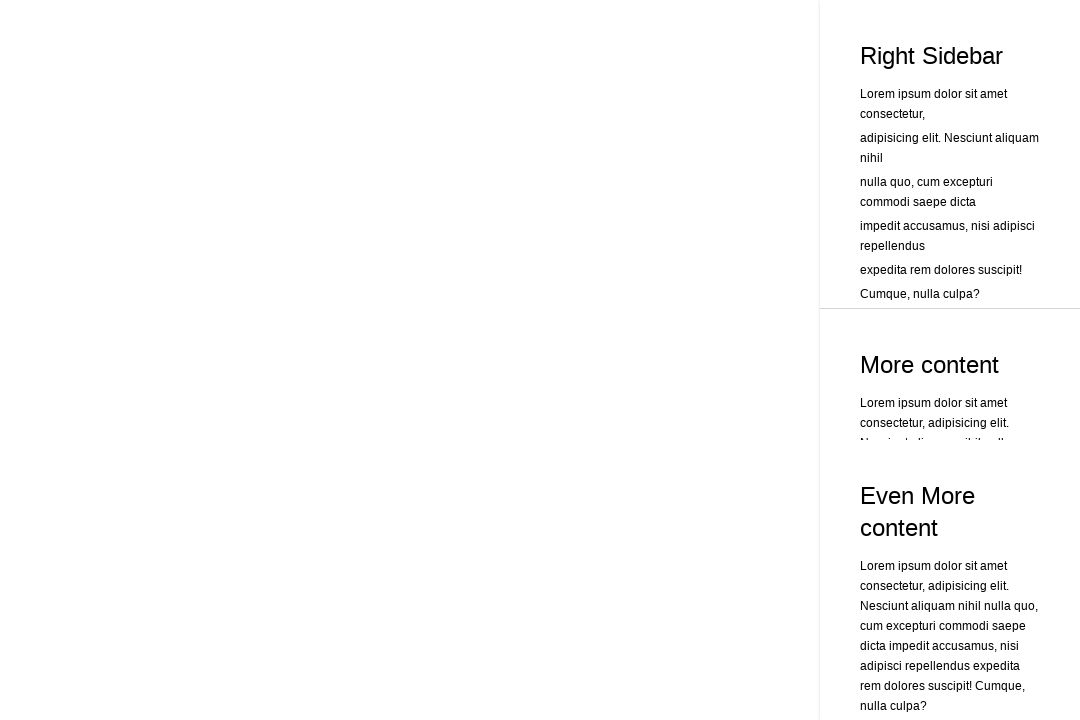 Right Sidebar
Lorem ipsum dolor sit amet
consectetur,
adipisicing elit. Nesciunt aliquam
nihil
nulla quo, cum excepturi
commodi saepe dicta
impedit accusamus, nisi adipisci
repellendus
expedita rem dolores suscipit!
Cumque, nulla culpa?
More content
Lorem ipsum dolor sit amet
consectetur, adipisicing elit.
Even More
content
Lorem ipsum dolor sit amet
consectetur, adipisicing elit.
Nesciunt aliquam nihil nulla quo,
cum excepturi commodi saepe
dicta impedit accusamus, nisi
adipisci repellendus expedita
rem dolores suscipit! Cumque,
nulla culpa?